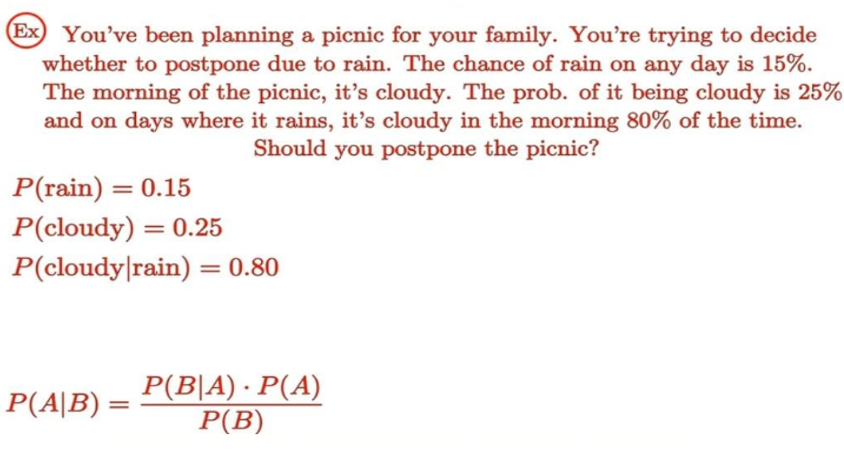 Ex You've been planning a picnic for your family. You're trying to decide
whether to postpone due to rain. The chance of rain on any day is 15%.
The morning of the picnic, it's cloudy. The prob. of it being cloudy is 25%
and on days where it rains, it's cloudy in the morning 80% of the time.
Should you postpone the picnic?
P(rain) = 0.15
P(cloudy) = 0.25
P(cloudy|rain) = 0.80
P(A|B) = P(B|A) · P(A)
P(B)